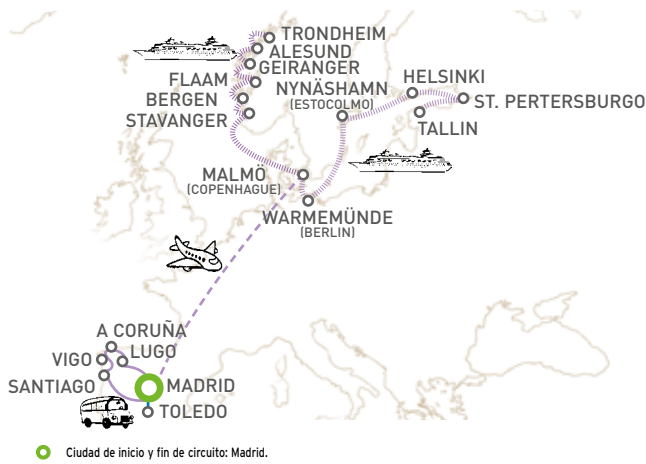 TRONDHEIM
ALESUND
GEIRANGER
FLAAM
BERGEN
STAVANGER
HELSINKI
NYNÄSHAMN
(ESTOCOLMO)
ST. PERTERSBURGO
TALLIN
MALMÖ
(COPENHAGUE)
WARMEMÜNDE
(BERLIN)
A CORUÑA
LUGO
VIGO
SANTIAGO
MADRID
TOLEDO
Ciudad de inicio y fin de circuito: Madrid.